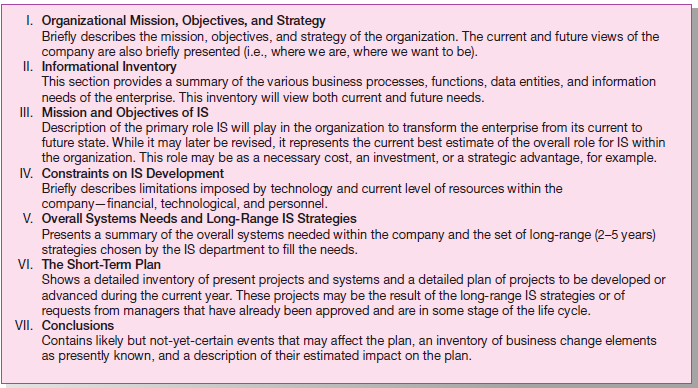 I. Organizational Mission, Objectives, and Strategy
Briefly describes the mission, objectives, and strategy of the organization. The current and future views of the
company are also briefly presented (i.e., where we are, where we want to be).
II. Informational Inventory
This section provides a summary of the various business processes, functions, data entities, and information
needs of the enterprise. This inventory will view both current and future needs.
III. Mission and Objectives of IS
Description of the primary role IS will play in the organization to transform the enterprise from its current to
future state. While it may later be revised, it represents the current best estimate of the overall role for IS within
the organization. This role may be as a necessary cost, an investment, or a strategic advantage, for example.
IV. Constraints on IS Development
Briefly describes limitations imposed by technology and current level of resources within the
company—financial, technological, and personnel.
V. Overall Systems Needs and Long-Range IS Strategies
Presents a summary of the overall systems needed within the company and the set of long-range (2–5 years)
strategies chosen by the IS department to fill the needs.
VI. The Short-Term Plan
Shows a detailed inventory of present projects and systems and a detailed plan of projects to be developed or
advanced during the current year. These projects may be the result of the long-range IS strategies or of
requests from managers that have already been approved and are in some stage of the life cycle.
VII. Conclusions
Contains likely but not-yet-certain events that may affect the plan, an inventory of business change elements
as presently known, and a description of their estimated impact on the plan.